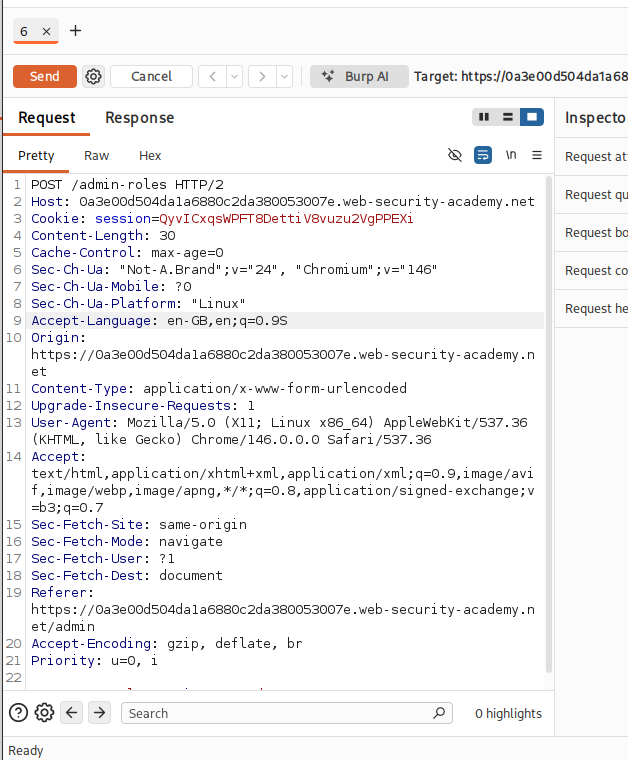 6 × +
Send Cancel < > Burp AI Target: https://0a3e00d504da1a68
Request Response Inspecto
Pretty Raw Hex \n Request at
1 POST /admin-roles HTTP/2
2 Host: 0a3e00d504da1a6880c2da380053007e.web-security-academy.net
3 Cookie: session=QyvICxqsWPFT8DettiV8vuzu2VgPPEXi
4 Content-Length: 30
5 Cache-Control: max-age=0
6 Sec-Ch-Ua: "Not-A.Brand";v="24", "Chromium";v="146"
7 Sec-Ch-Ua-Mobile: ?0
8 Sec-Ch-Ua-Platform: "Linux"
9 Accept-Language: en-GB,en;q=0.9S
10 Origin:
https://0a3e00d504da1a6880c2da380053007e.web-security-academy.n
et
11 Content-Type: application/x-www-form-urlencoded
12 Upgrade-Insecure-Requests: 1
13 User-Agent: Mozilla/5.0 (X11; Linux x86_64) AppleWebKit/537.36
(KHTML, like Gecko) Chrome/146.0.0.0 Safari/537.36
14 Accept:
text/html,application/xhtml+xml,application/xml;q=0.9,image/avi
f,image/webp,image/apng,*/*;q=0.8,application/signed-exchange;v
=b3;q=0.7
15 Sec-Fetch-Site: same-origin
16 Sec-Fetch-Mode: navigate
17 Sec-Fetch-User: ?1
18 Sec-Fetch-Dest: document
19 Referer:
https://0a3e00d504da1a6880c2da380053007e.web-security-academy.n
et/admin
20 Accept-Encoding: gzip, deflate, br
21 Priority: u=0, i
22
Request qu
Request bo
Request co
Request he
Search 0 highlights
Ready